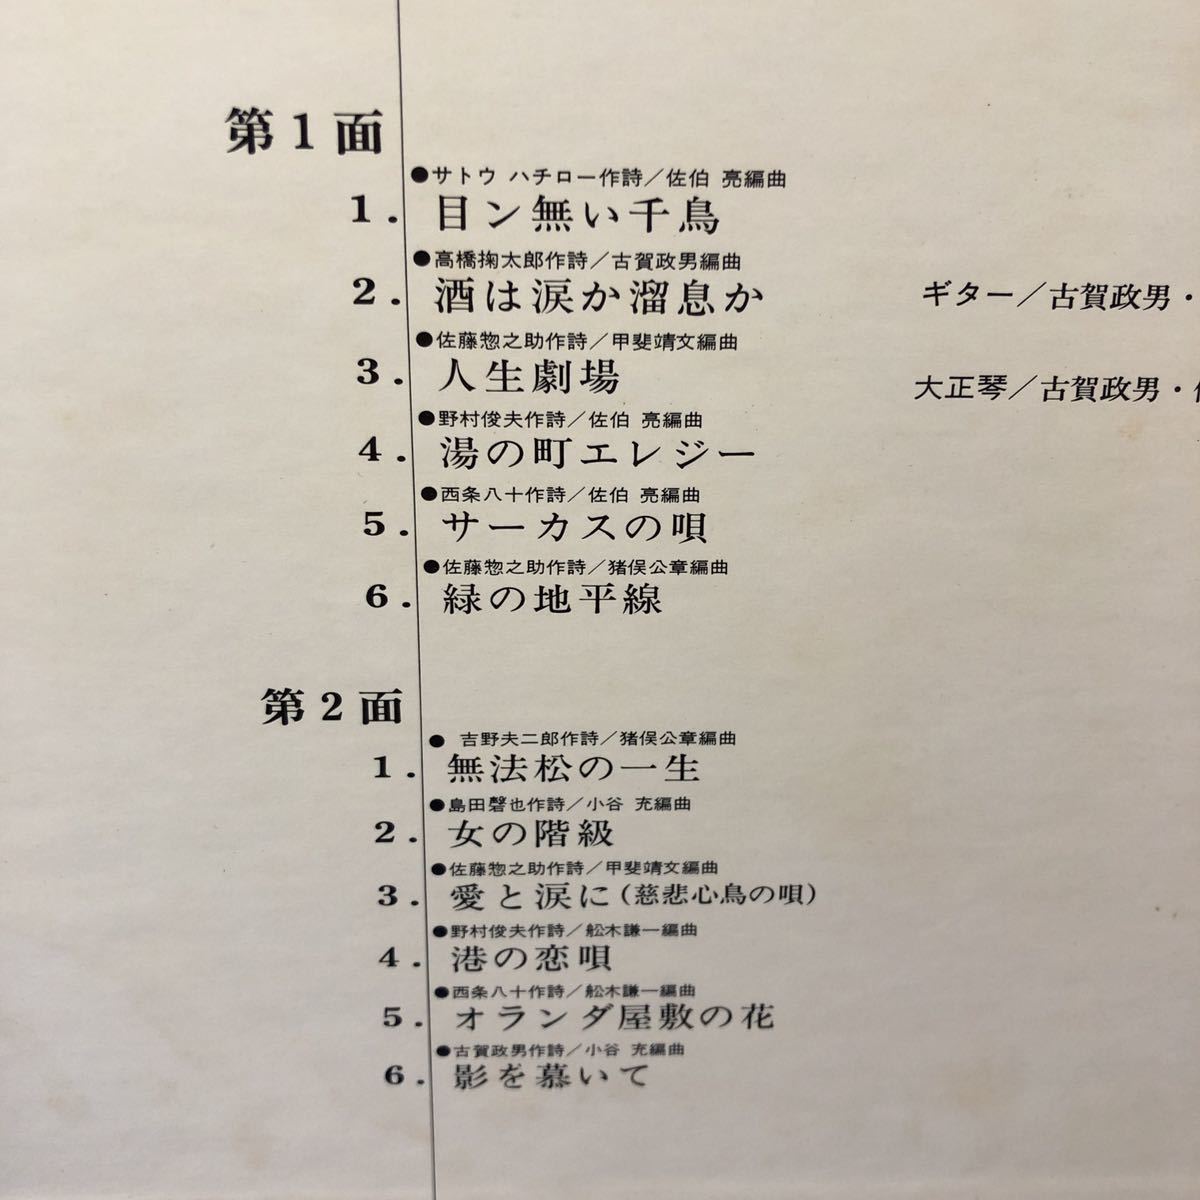 第1面
●サトウ ハチロー作詩／佐伯 亮編曲
1. 目ン無い千鳥
●高橋掬太郎作詩／古賀政男編曲
2. 酒は涙か溜息か ギター／古賀政男・
●佐藤惣之助作詩／甲斐靖文編曲
3. 人生劇場 大正琴／古賀政男・
●野村俊夫作詩／佐伯 亮編曲
4. 湯の町エレジー
●西条八十作詩／佐伯 亮編曲
5. サーカスの唄
●佐藤惣之助作詩／猪俣公章編曲
6. 緑の地平線
第2面
● 吉野夫二郎作詩／猪俣公章編曲
1. 無法松の一生
●島田磬也作詩／小谷 充編曲
2. 女の階級
●佐藤惣之助作詩／甲斐靖文編曲
3. 愛と涙に(慈悲心鳥の唄)
●野村俊夫作詩／舩木謙一編曲
4. 港の恋唄
●西条八十作詩／舩木謙一編曲
5. オランダ屋敷の花
●古賀政男作詩／小谷 充編曲
6. 影を慕いて